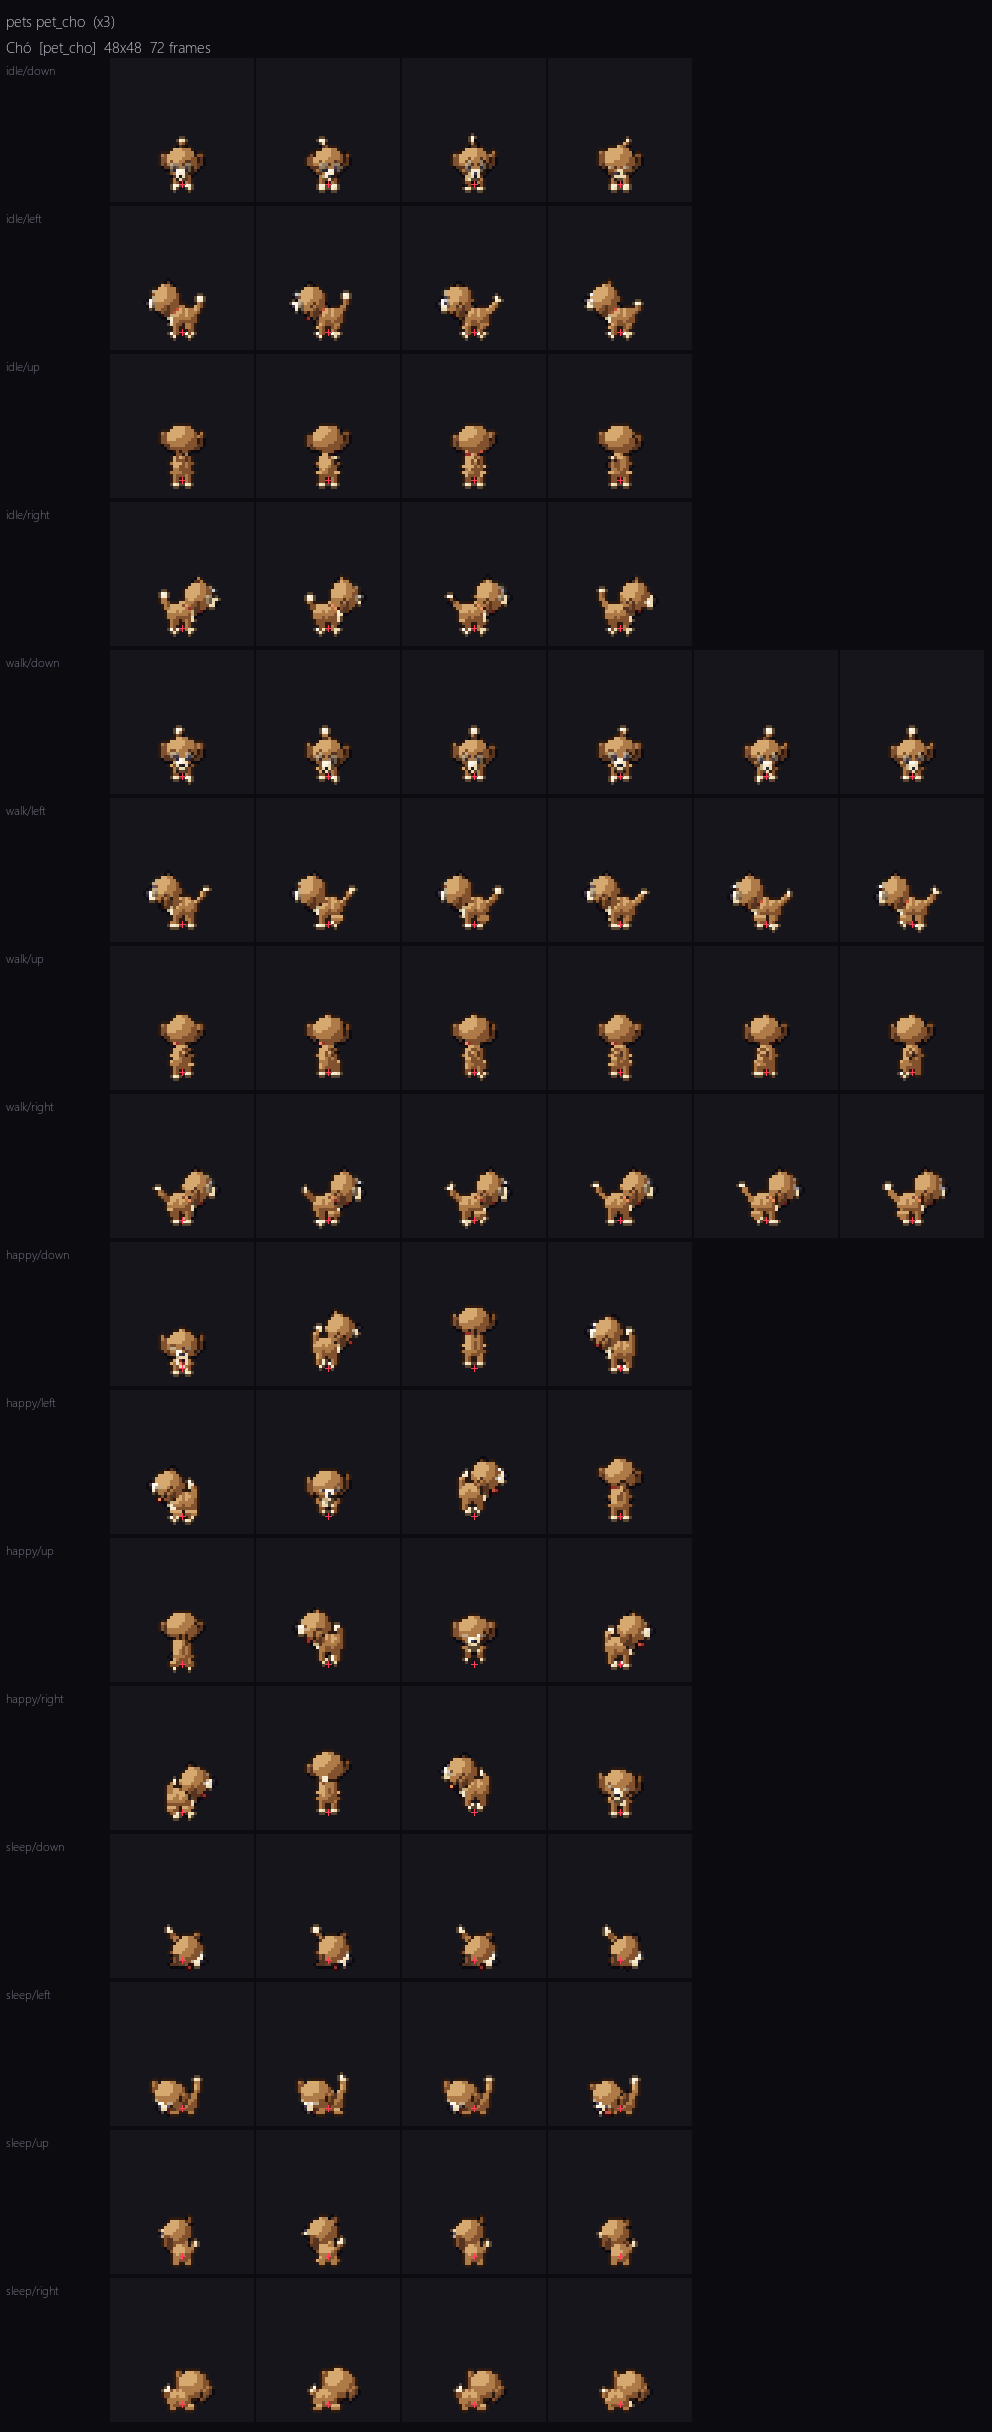 pets pet_cho (x3)
Chó [pet_cho] 48x48 72 frames
idle/down
idle/left
idle/up
idle/right
walk/down
walk/left
walk/up
walk/right
happy/down
happy/left
happy/up
happy/right
sleep/down
sleep/left
sleep/up
sleep/right